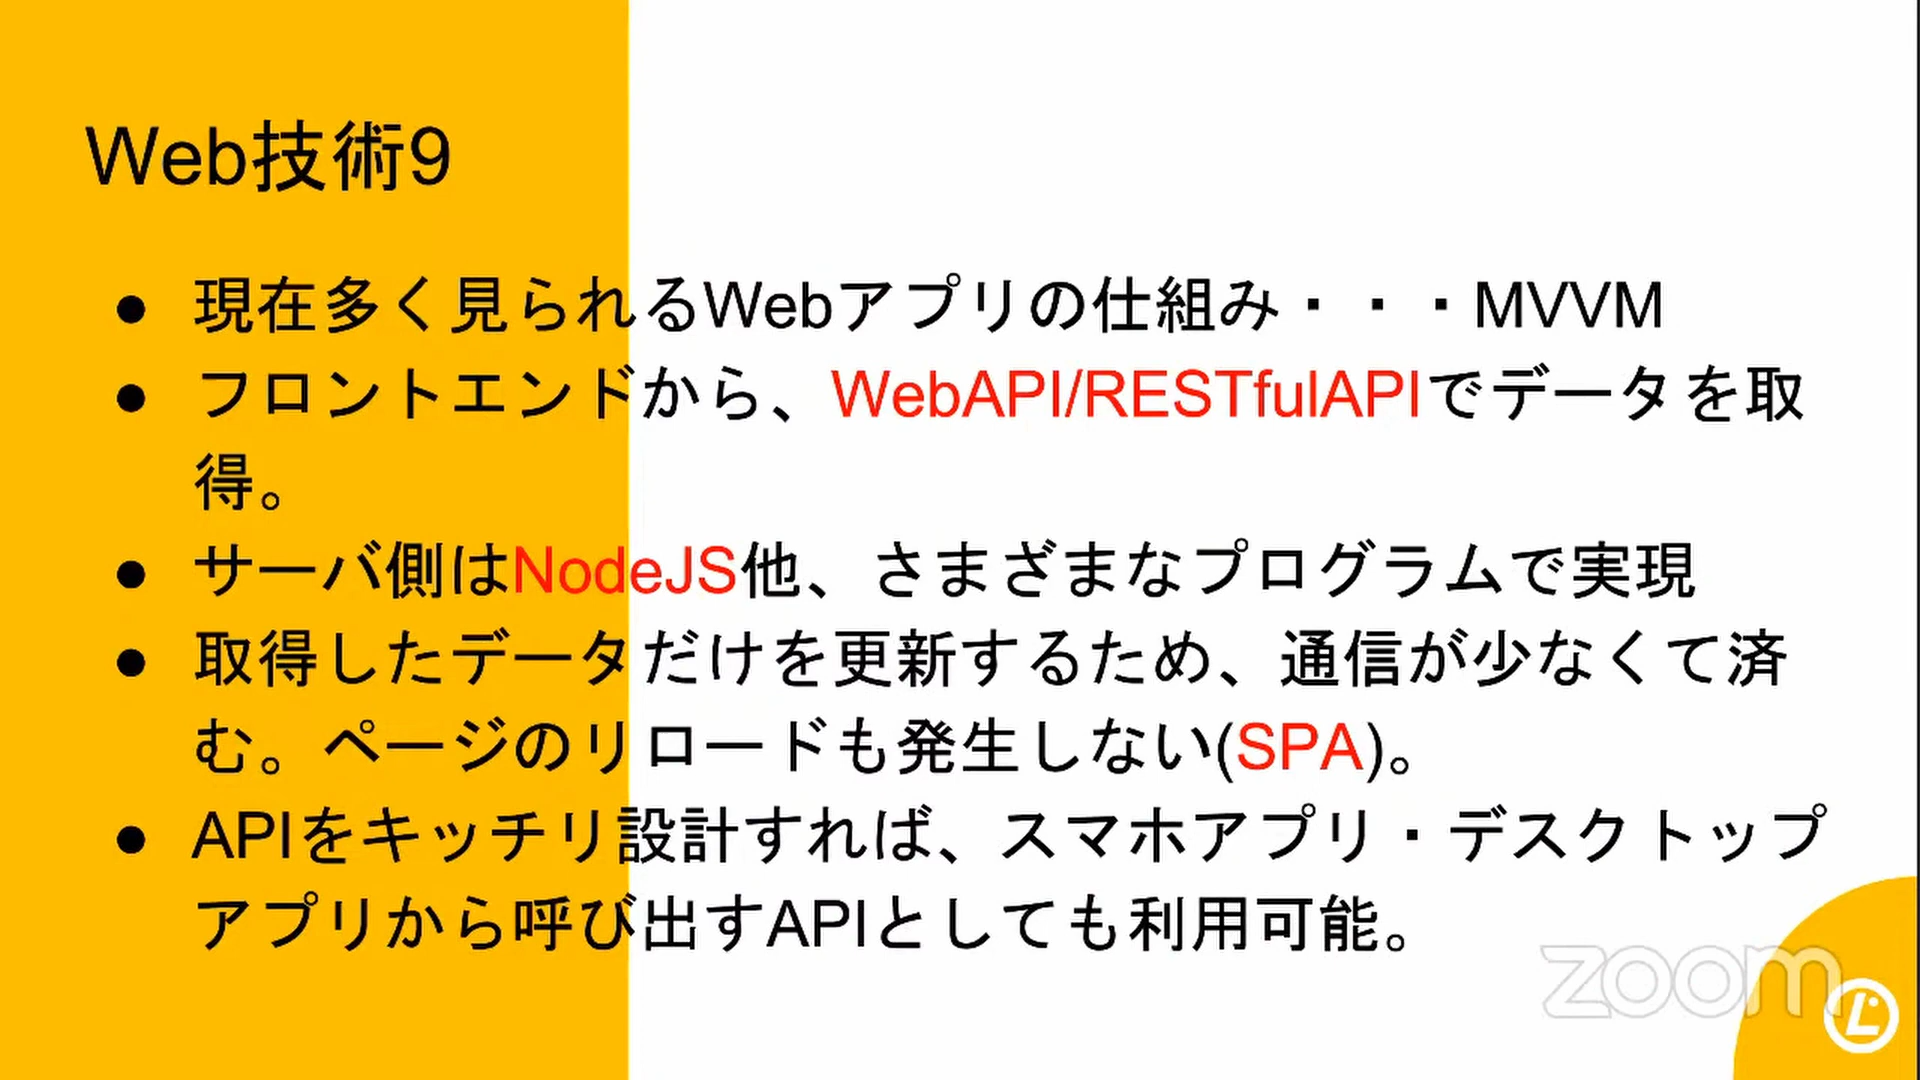 Web技術9
● 現在多く見られるWebアプリの仕組み・・・MVVM
● フロントエンドから、WebAPI/RESTfulAPIでデータを取
得。
● サーバ側はNodeJS他、さまざまなプログラムで実現
● 取得したデータだけを更新するため、通信が少なくて済
む。ページのリロードも発生しない(SPA)。
● APIをキッチリ設計すれば、スマホアプリ・デスクトップ
アプリから呼び出すAPIとしても利用可能。
zoom
L